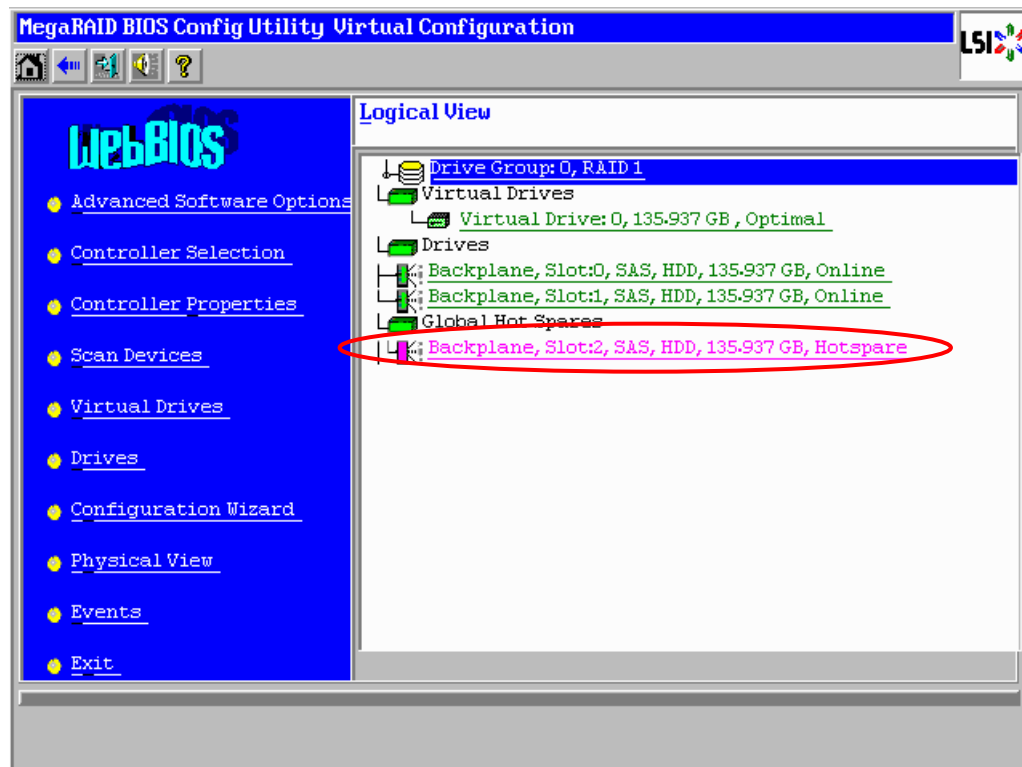 MegaRAID BIOS Config Utility Virtual Configuration
LSI
?
WebBIOS
Advanced Software Options
Controller Selection
Controller Properties
Scan Devices
Virtual Drives
Drives
Configuration Wizard
Physical View
Events
Exit
Logical View
Drive Group: 0, RAID 1
Virtual Drives
Virtual Drive: 0, 135.937 GB , Optimal
Drives
Backplane, Slot:0, SAS, HDD, 135.937 GB, Online
Backplane, Slot:1, SAS, HDD, 135.937 GB, Online
Global Hot Spares
Backplane, Slot:2, SAS, HDD, 135.937 GB, Hotspare